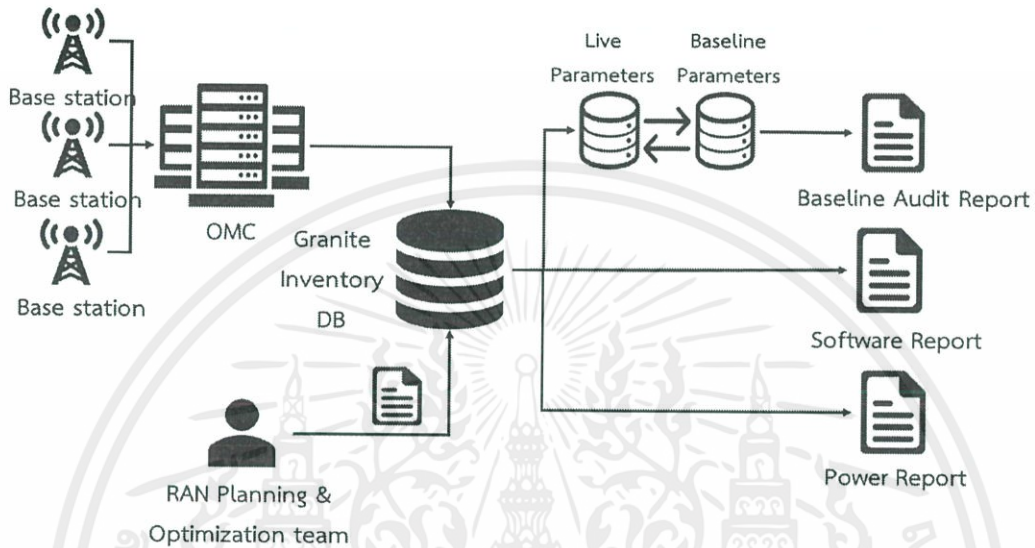 Base station
Base station
Base station
OMC
Granite
Inventory
DB
RAN Planning &
Optimization team
Live
Parameters
Baseline
Parameters
Baseline Audit Report
Software Report
Power Report